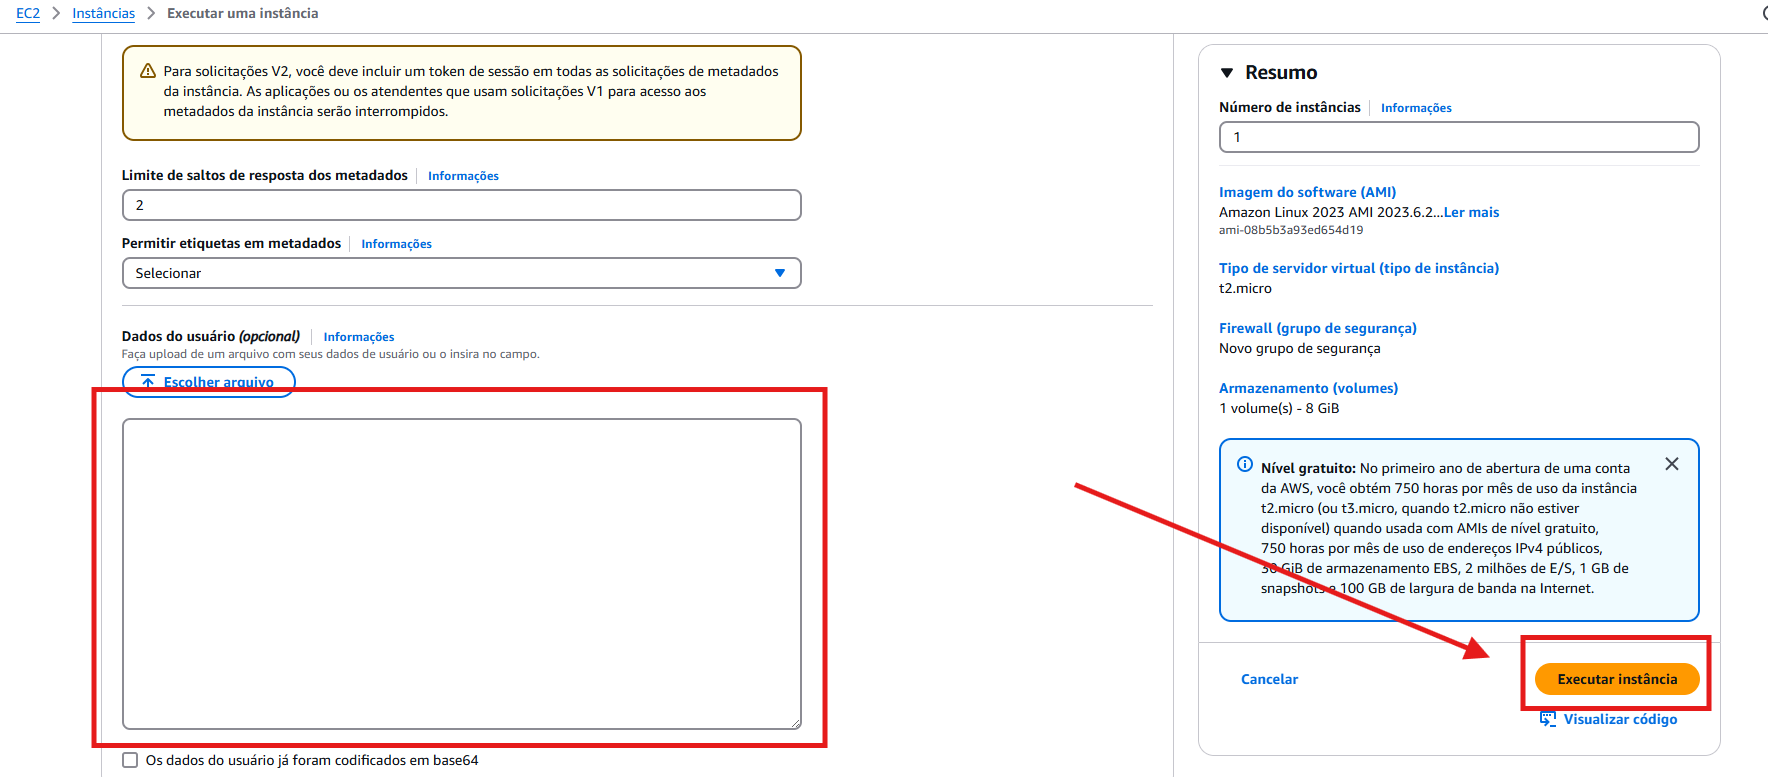 EC2 > Instâncias > Executar uma instância
Para solicitações V2, você deve incluir um token de sessão em todas as solicitações de metadados
da instância. As aplicações ou os atendentes que usam solicitações V1 para acesso aos
metadados da instância serão interrompidos.
Limite de saltos de resposta dos metadados | Informações
2
Permitir etiquetas em metadados | Informações
Selecionar
Dados do usuário (opcional) | Informações
Faça upload de um arquivo com seus dados de usuário ou o insira no campo.
Escolher arquivo
Os dados do usuário já foram codificados em base64
Resumo
Número de instâncias | Informações
1
Imagem do software (AMI)
Amazon Linux 2023 AMI 2023.6.2...Ler mais
ami-08b5b3a93ed654d19
Tipo de servidor virtual (tipo de instância)
t2.micro
Firewall (grupo de segurança)
Novo grupo de segurança
Armazenamento (volumes)
1 volume(s) - 8 GiB
Nível gratuito: No primeiro ano de abertura de uma conta
da AWS, você obtém 750 horas por mês de uso da instância
t2.micro (ou t3.micro, quando t2.micro não estiver
disponível) quando usada com AMIs de nível gratuito,
750 horas por mês de uso de endereços IPv4 públicos,
30 GiB de armazenamento EBS, 2 milhões de E/S, 1 GB de
snapshots e 100 GB de largura de banda na Internet.
Cancelar
Executar instância
Visualizar código